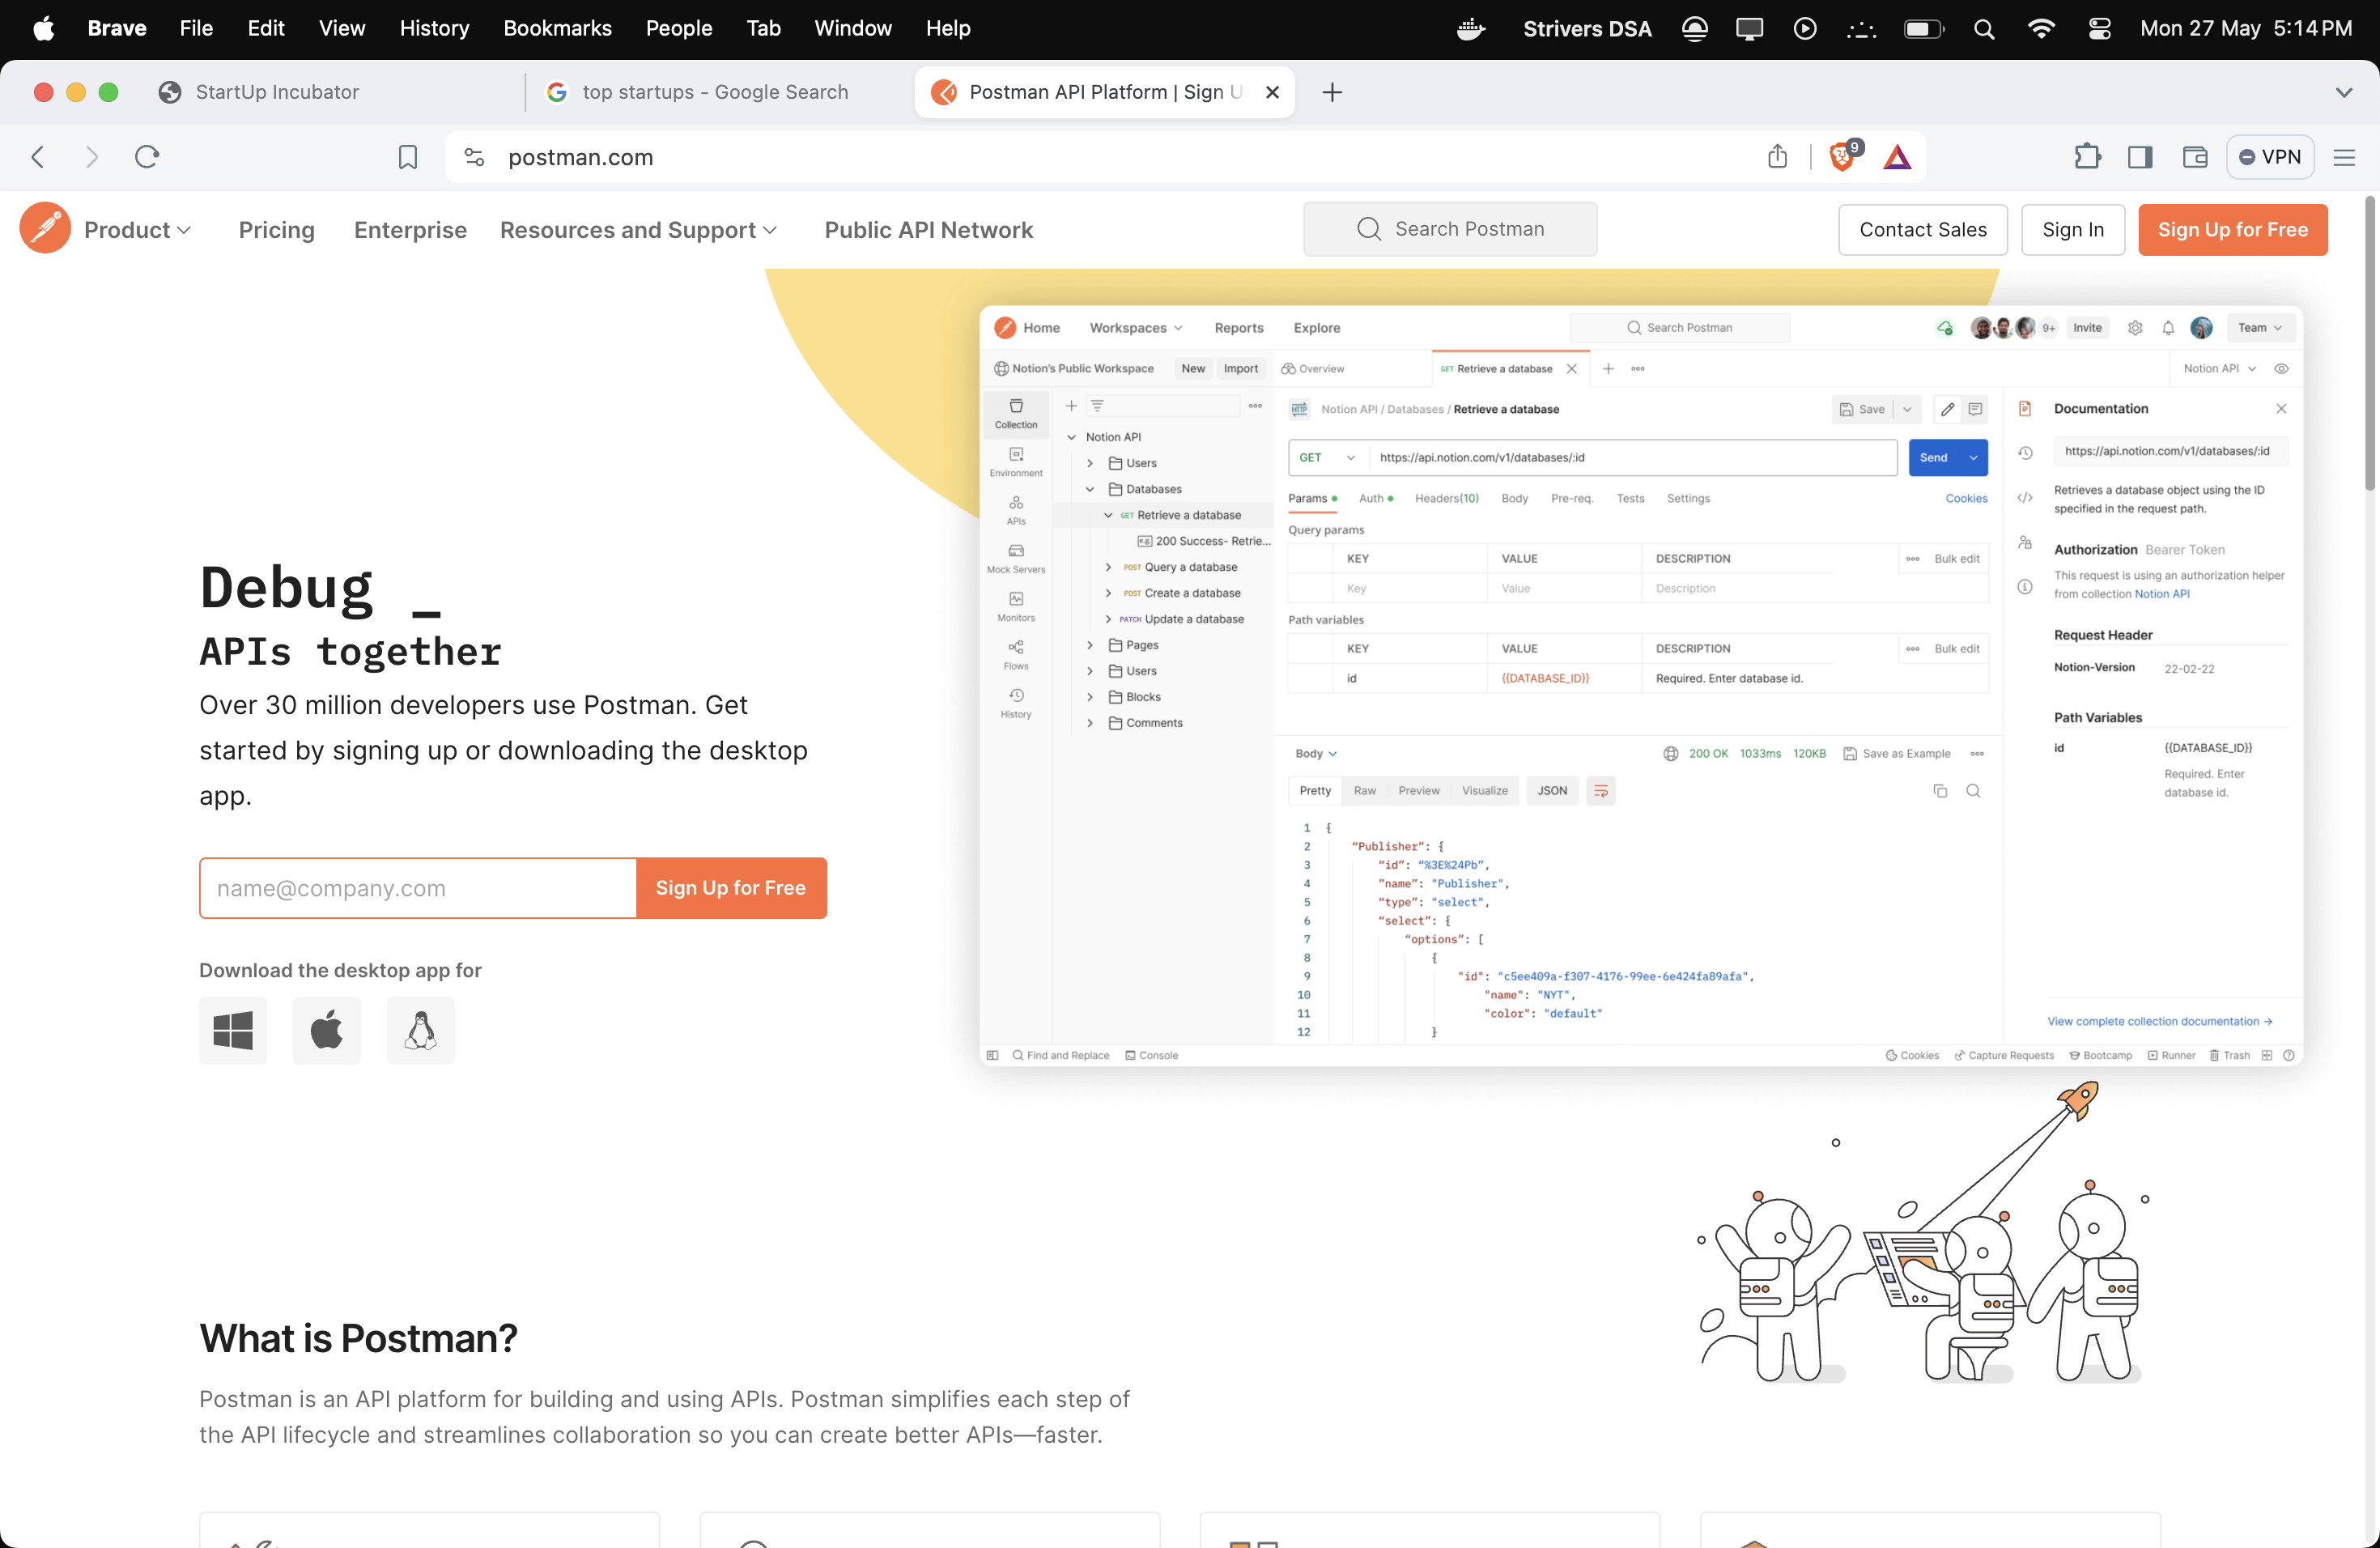 Brave File Edit View History Bookmarks People Tab Window Help Strivers DSA Mon 27 May 5:14 PM
StartUp Incubator top startups - Google Search Postman API Platform | Sign U
postman.com 9 VPN
Product Pricing Enterprise Resources and Support Public API Network Search Postman Contact Sales Sign In Sign Up for Free
Debug _
APIs together
Over 30 million developers use Postman. Get
started by signing up or downloading the desktop
app.
name@company.com Sign Up for Free
Download the desktop app for
Home Workspaces Reports Explore Search Postman 9+ Invite Team
Notion's Public Workspace New Import Overview GET Retrieve a database Notion API
Collection
Environment
APIs
Mock Servers
Monitors
Flows
History
Notion API
Users
Databases
GET Retrieve a database
e.g. 200 Success- Retrie...
POST Query a database
POST Create a database
PATCH Update a database
Pages
Users
Blocks
Comments
HTTP Notion API / Databases / Retrieve a database Save
GET https://api.notion.com/v1/databases/:id Send
Params Auth Headers(10) Body Pre-req. Tests Settings Cookies
Query params
KEY VALUE DESCRIPTION Bulk edit
Key Value Description
Path variables
KEY VALUE DESCRIPTION Bulk edit
id {{DATABASE_ID}} Required. Enter database id.
Body 200 OK 1033ms 120KB Save as Example
Pretty Raw Preview Visualize JSON
1 {
2 “Publisher”: {
3 “id”: “%3E%24Pb”,
4 “name”: "Publisher",
5 “type”: "select",
6 “select”: {
7 “options”: [
8 {
9 "id": "c5ee409a-f307-4176-99ee-6e424fa89afa",
10 "name": "NYT",
11 "color": "default"
12 }
Documentation
https://api.notion.com/v1/databases/:id
Retrieves a database object using the ID
specified in the request path.
Authorization Bearer Token
This request is using an authorization helper
from collection Notion API
Request Header
Notion-Version 22-02-22
Path Variables
id {{DATABASE_ID}}
Required. Enter
database id.
View complete collection documentation →
Find and Replace Console Cookies Capture Requests Bootcamp Runner Trash
What is Postman?
Postman is an API platform for building and using APIs. Postman simplifies each step of
the API lifecycle and streamlines collaboration so you can create better APIs—faster.